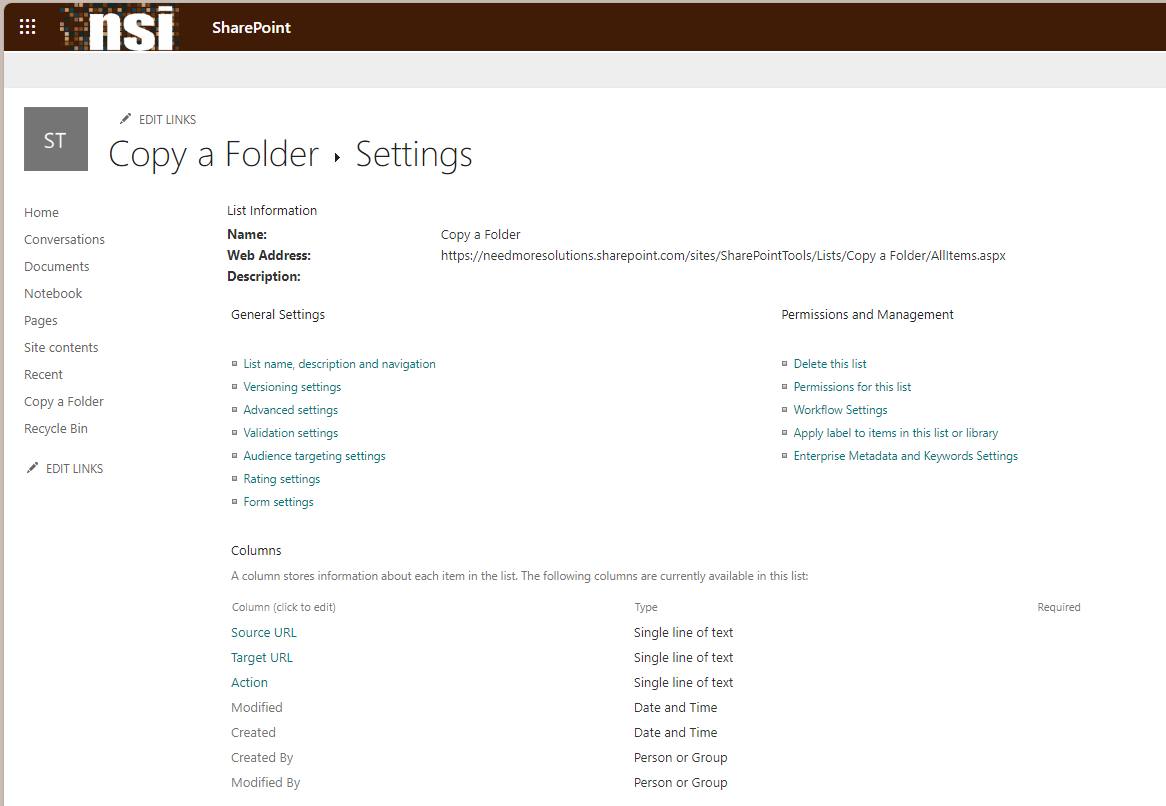 nsi SharePoint
EDIT LINKS
ST
Copy a Folder Settings
Home
Conversations
Documents
Notebook
Pages
Site contents
Recent
Copy a Folder
Recycle Bin
EDIT LINKS
List Information
Name: Copy a Folder
Web Address: https://needmoresolutions.sharepoint.com/sites/SharePointTools/Lists/Copy a Folder/AllItems.aspx
Description:
General Settings
List name, description and navigation
Versioning settings
Advanced settings
Validation settings
Audience targeting settings
Rating settings
Form settings
Permissions and Management
Delete this list
Permissions for this list
Workflow Settings
Apply label to items in this list or library
Enterprise Metadata and Keywords Settings
Columns
A column stores information about each item in the list. The following columns are currently available in this list:
Column (click to edit) Type Required
Source URL Single line of text
Target URL Single line of text
Action Single line of text
Modified Date and Time
Created Date and Time
Created By Person or Group
Modified By Person or Group